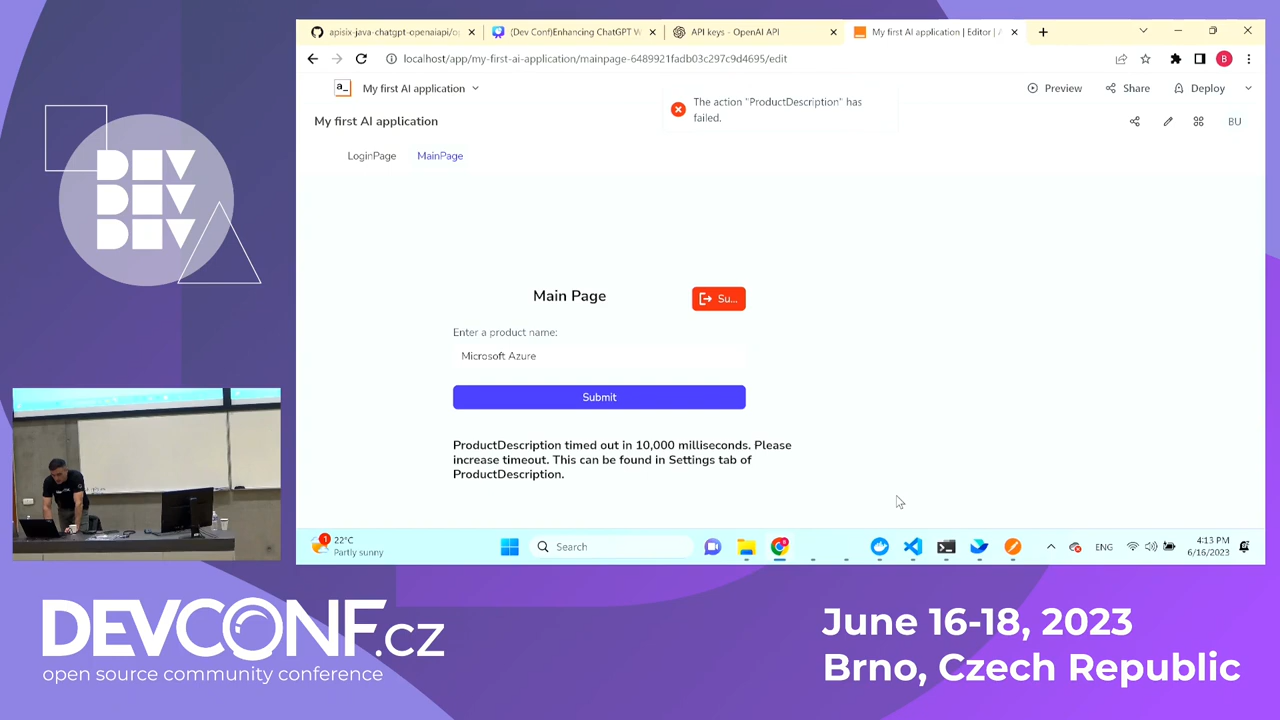 apisix-java-chatgpt-openaiapi/o
(Dev Conf)Enhancing ChatGPT
API keys - OpenAI API
My first AI application | Editor |
localhost/app/my-first-ai-application/mainpage-6489921fadb03c297c9d4695/edit
B
a_
My first AI application
Preview
Share
Deploy
The action "ProductDescription" has
failed.
My first AI application
BU
LoginPage
MainPage
Main Page
Su...
Enter a product name:
Microsoft Azure
Submit
ProductDescription timed out in 10,000 milliseconds. Please
increase timeout. This can be found in Settings tab of
ProductDescription.
1
22°C
Partly sunny
Search
ENG
4:13 PM
6/16/2023
DEV
DEV
DEV
DEVCONF.cz
open source community conference
June 16-18, 2023
Brno, Czech Republic